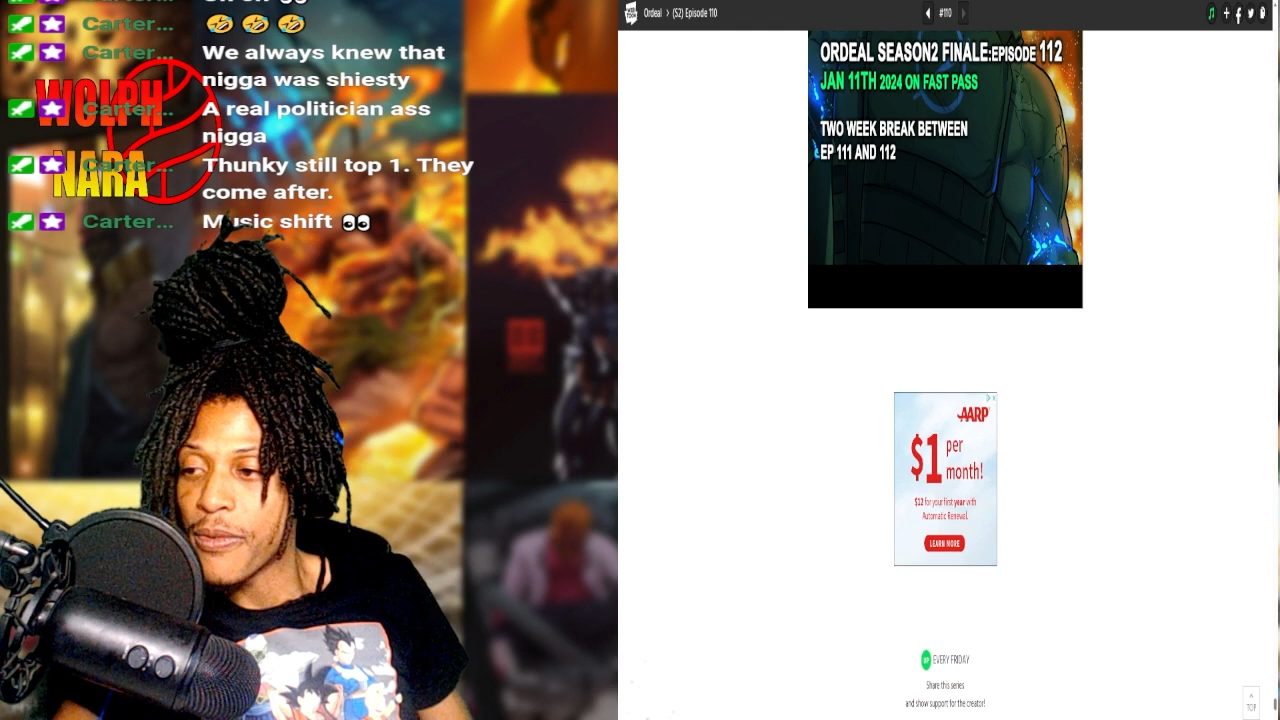 Carter...
We always knew that
nigga was shiesty
Carter... A real politician ass
nigga
Carter... Thunky still top 1. They
come after.
Carter... Music shift
WOLPH
NARA
Ordeal > (S2) Episode 110
#110
ORDEAL SEASON2 FINALE:EPISODE 112
JAN 11TH 2024 ON FAST PASS
TWO WEEK BREAK BETWEEN
EP 111 AND 112
AARP
$1 per
month!
$12 for your first year with
Automatic Renewal.
LEARN MORE
UP EVERY FRIDAY
Share this series
and show support for the creator!
TOP